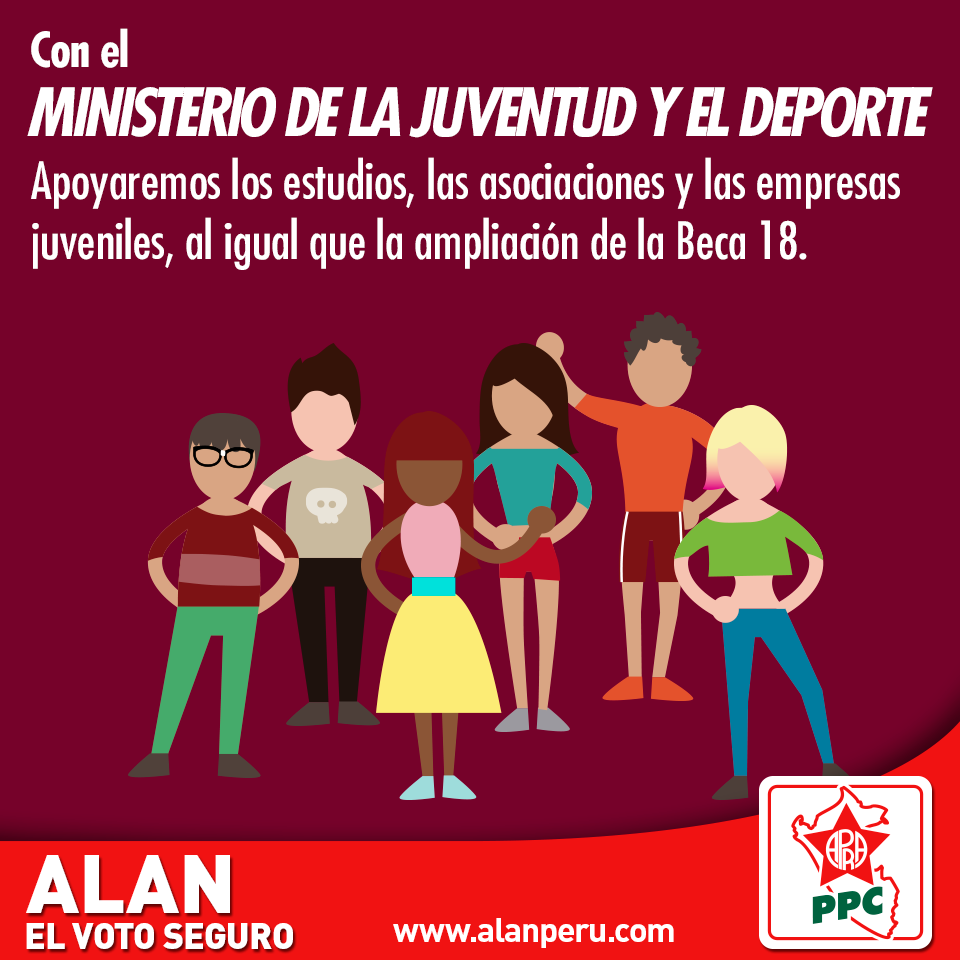 Con el
MINISTERIO DE LA JUVENTUD Y EL DEPORTE
Apoyaremos los estudios, las asociaciones y las empresas
juveniles, al igual que la ampliación de la Beca 18.
ALAN
EL VOTO SEGURO
www.alanperu.com
APRA
PPC